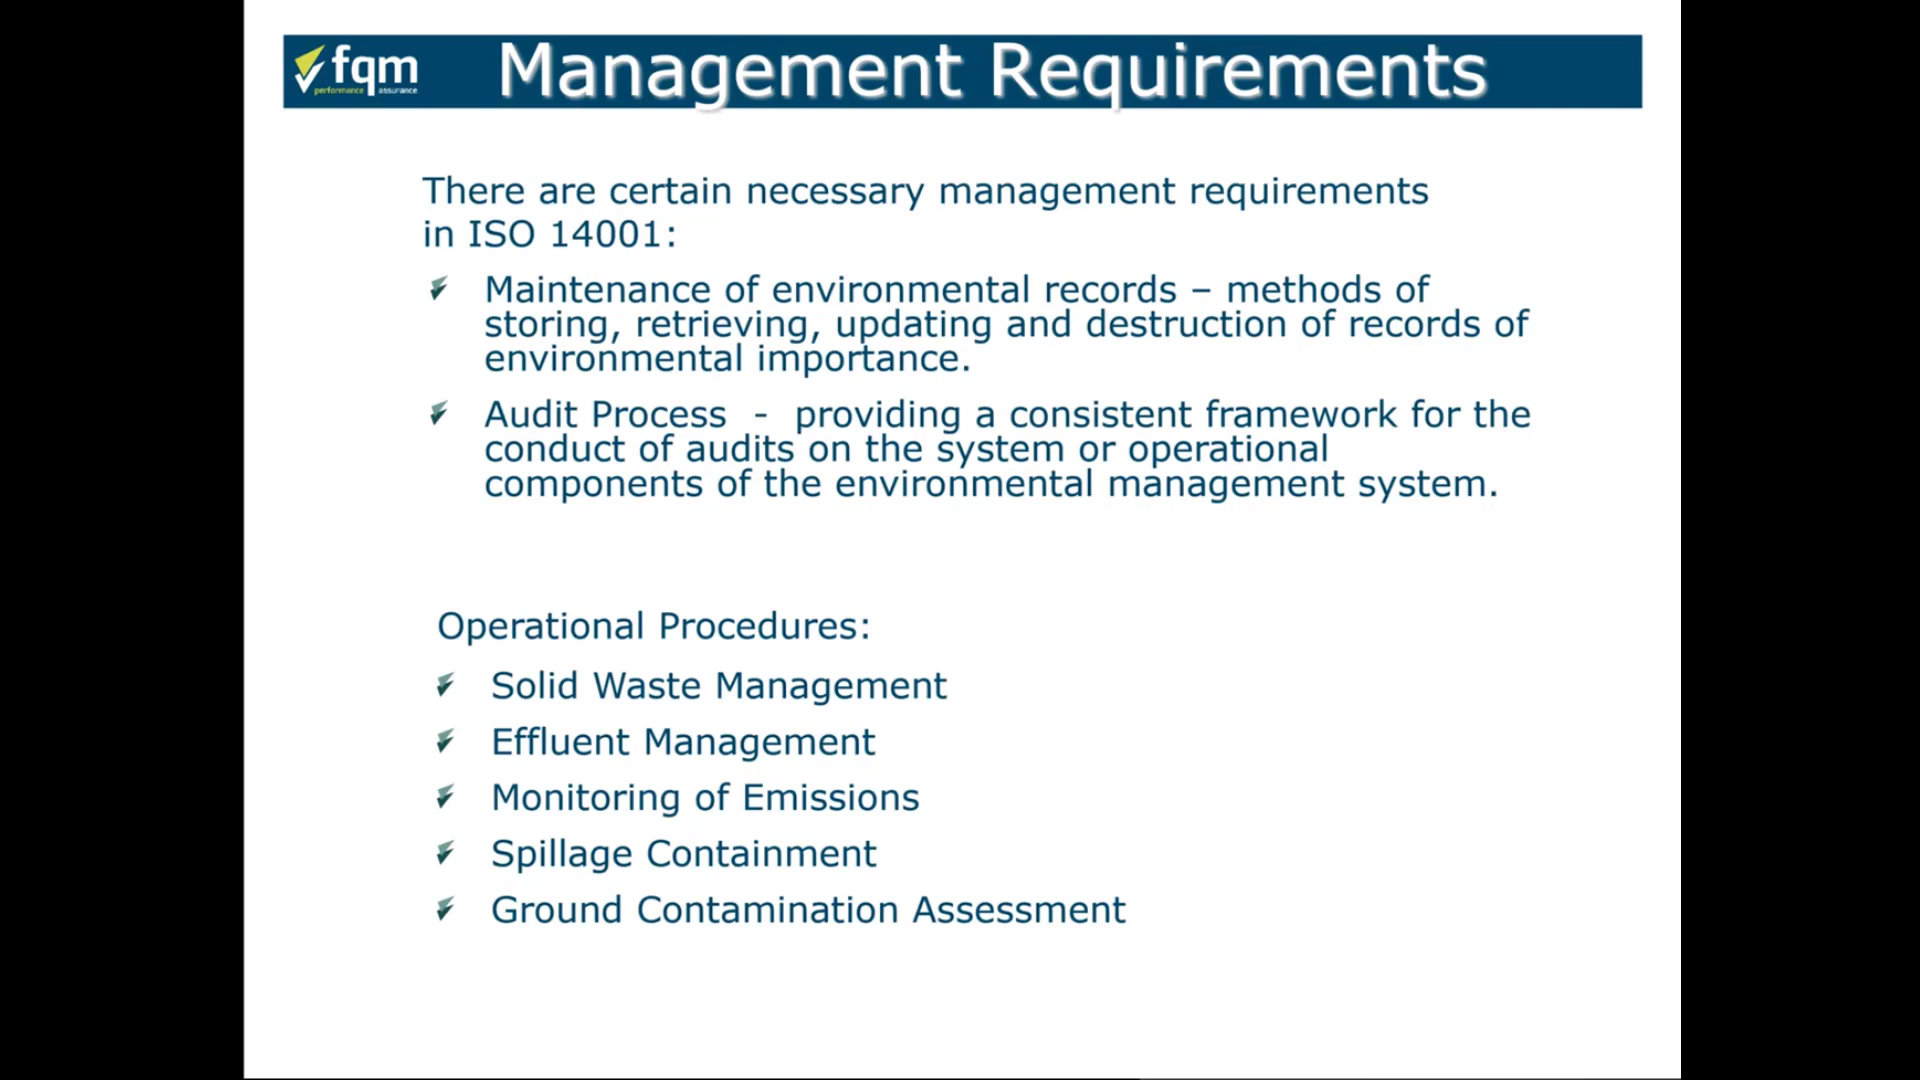 fqm
performance assurance
Management Requirements
There are certain necessary management requirements
in ISO 14001:
Maintenance of environmental records – methods of
storing, retrieving, updating and destruction of records of
environmental importance.
Audit Process - providing a consistent framework for the
conduct of audits on the system or operational
components of the environmental management system.
Operational Procedures:
Solid Waste Management
Effluent Management
Monitoring of Emissions
Spillage Containment
Ground Contamination Assessment